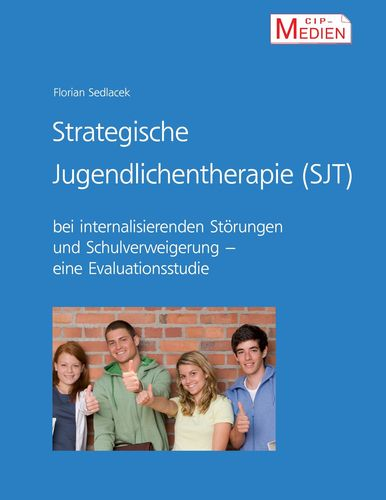 CIP-
MEDIEN
Florian Sedlacek
Strategische
Jugendlichentherapie (SJT)
bei internalisierenden Störungen
und Schulverweigerung –
eine Evaluationsstudie